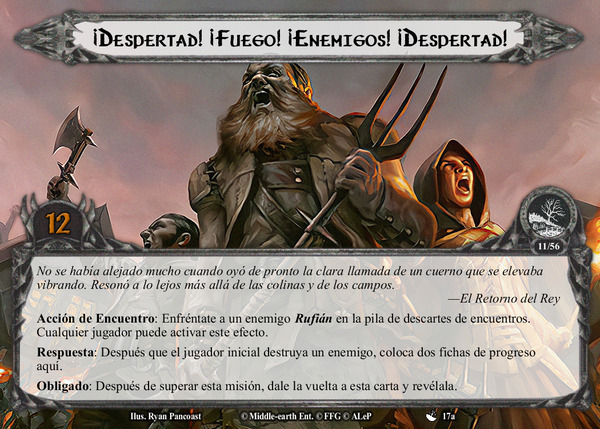 ¡Despertad! ¡Fuego! ¡Enemigos! ¡Despertad!
12
11/56
No se había alejado mucho cuando oyó de pronto la clara llamada de un cuerno que se elevaba
vibrando. Resonó a lo lejos más allá de las colinas y de los campos.
—El Retorno del Rey
Acción de Encuentro: Enfréntate a un enemigo Rufián en la pila de descartes de encuentros.
Cualquier jugador puede activar este efecto.
Respuesta: Después que el jugador inicial destruya un enemigo, coloca dos fichas de progreso
aquí.
Obligado: Después de superar esta misión, dale la vuelta a esta carta y revélala.
Ilus. Ryan Pancoast
© Middle-earth Ent. © FFG © ALeP
17a